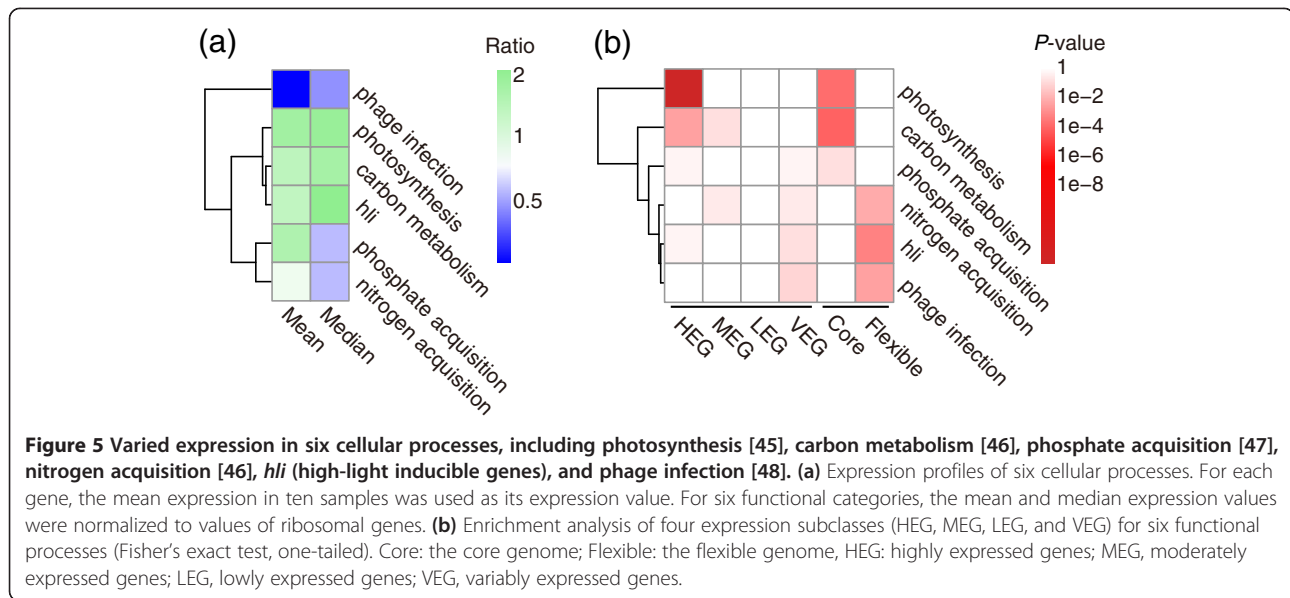 (a)
Ratio
2
1
0.5
phage infection
photosynthesis
carbon metabolism
hli
phosphate acquisition
nitrogen acquisition
Mean
Median
(b)
P-value
1
1e-2
1e-4
1e-6
1e-8
photosynthesis
carbon metabolism
phosphate acquisition
nitrogen acquisition
hli
phage infection
HEG
MEG
LEG
VEG
Core
Flexible
Figure 5 Varied expression in six cellular processes, including photosynthesis [45], carbon metabolism [46], phosphate acquisition [47],
nitrogen acquisition [46], hli (high-light inducible genes), and phage infection [48]. (a) Expression profiles of six cellular processes. For each
gene, the mean expression in ten samples was used as its expression value. For six functional categories, the mean and median expression values
were normalized to values of ribosomal genes. (b) Enrichment analysis of four expression subclasses (HEG, MEG, LEG, and VEG) for six functional
processes (Fisher's exact test, one-tailed). Core: the core genome; Flexible: the flexible genome, HEG: highly expressed genes; MEG, moderately
expressed genes; LEG, lowly expressed genes; VEG, variably expressed genes.